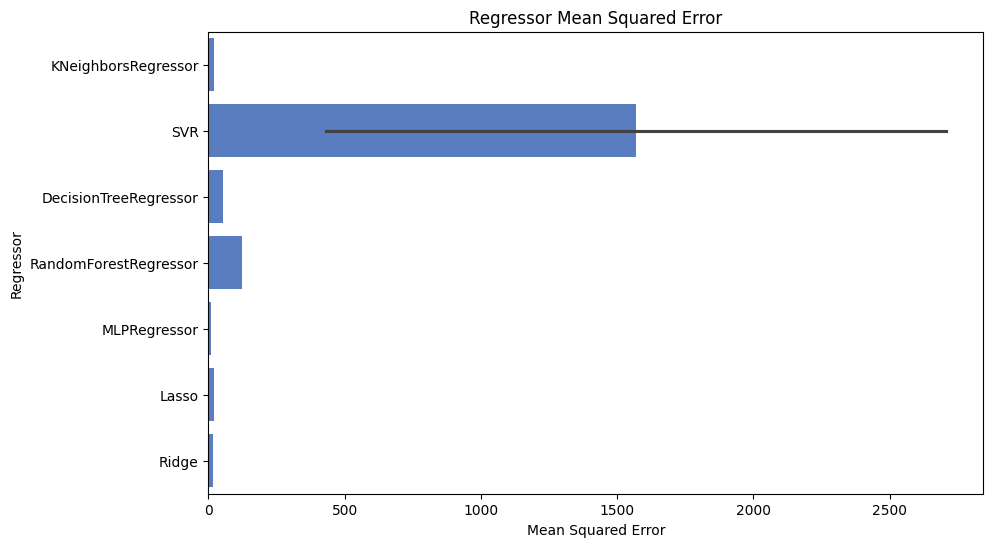 Regressor Mean Squared Error
KNeighborsRegressor
SVR
DecisionTreeRegressor
RandomForestRegressor
MLPRegressor
Lasso
Ridge
Regressor
0 500 1000 1500 2000 2500
Mean Squared Error